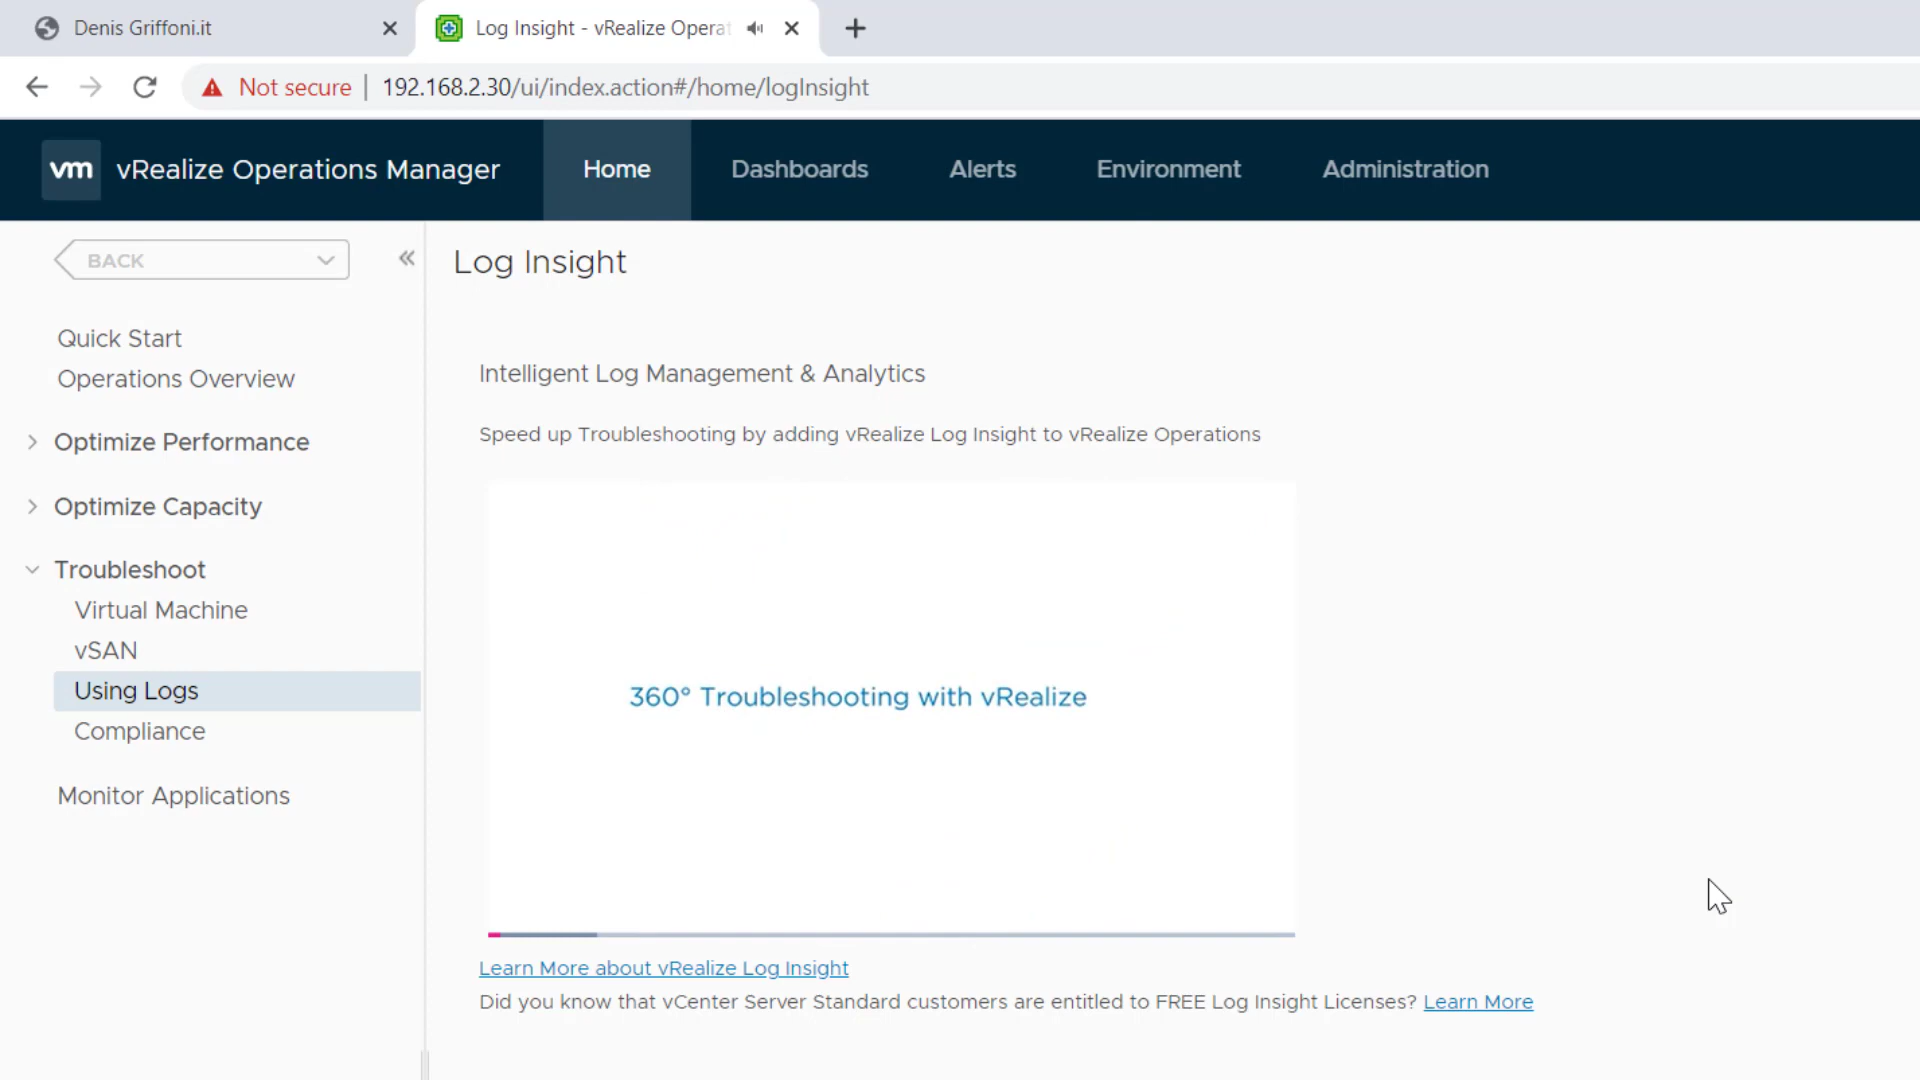 Denis Griffoni.it
Log Insight - vRealize Operat
Not secure | 192.168.2.30/ui/index.action#/home/logInsight
vm vRealize Operations Manager Home Dashboards Alerts Environment Administration
BACK
Log Insight
Quick Start
Operations Overview
Optimize Performance
Optimize Capacity
Troubleshoot
Virtual Machine
vSAN
Using Logs
Compliance
Monitor Applications
Intelligent Log Management & Analytics
Speed up Troubleshooting by adding vRealize Log Insight to vRealize Operations
360° Troubleshooting with vRealize
Learn More about vRealize Log Insight
Did you know that vCenter Server Standard customers are entitled to FREE Log Insight Licenses? Learn More